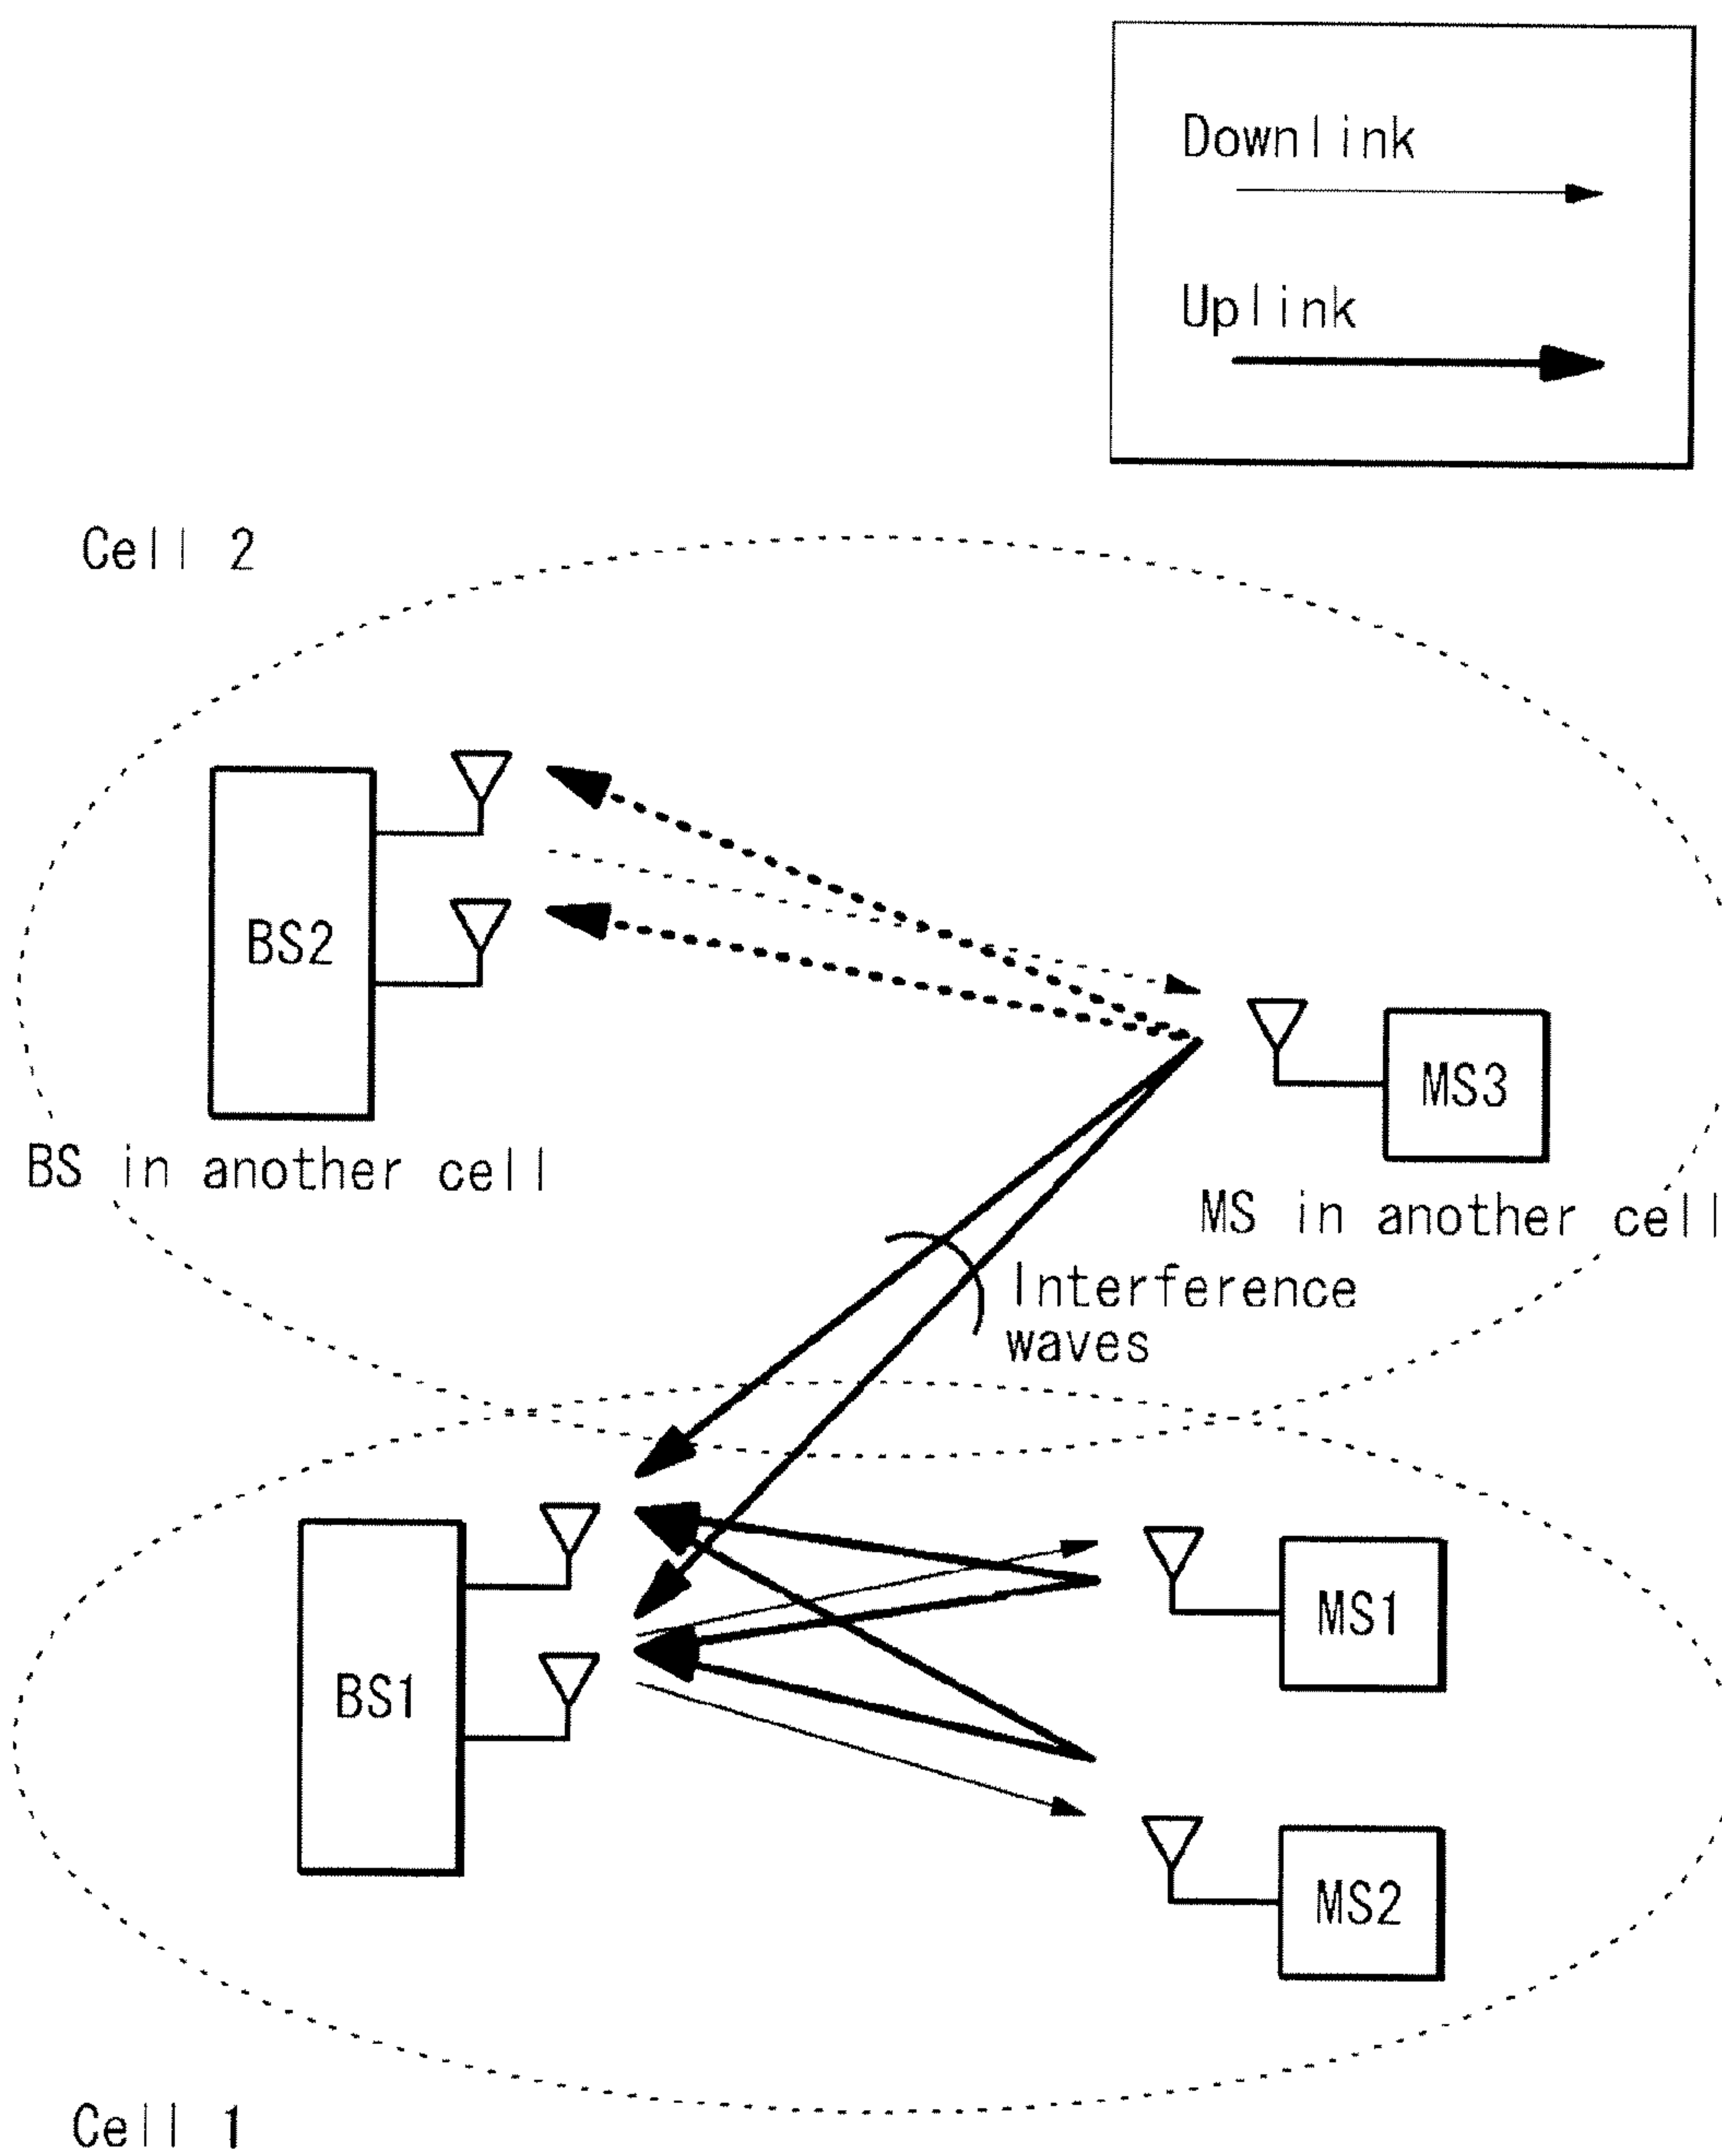 Downlink
Uplink
Cell 2
BS2
MS3
BS in another cell
MS in another cell
Interference
waves
BS1
MS1
MS2
Cell 1